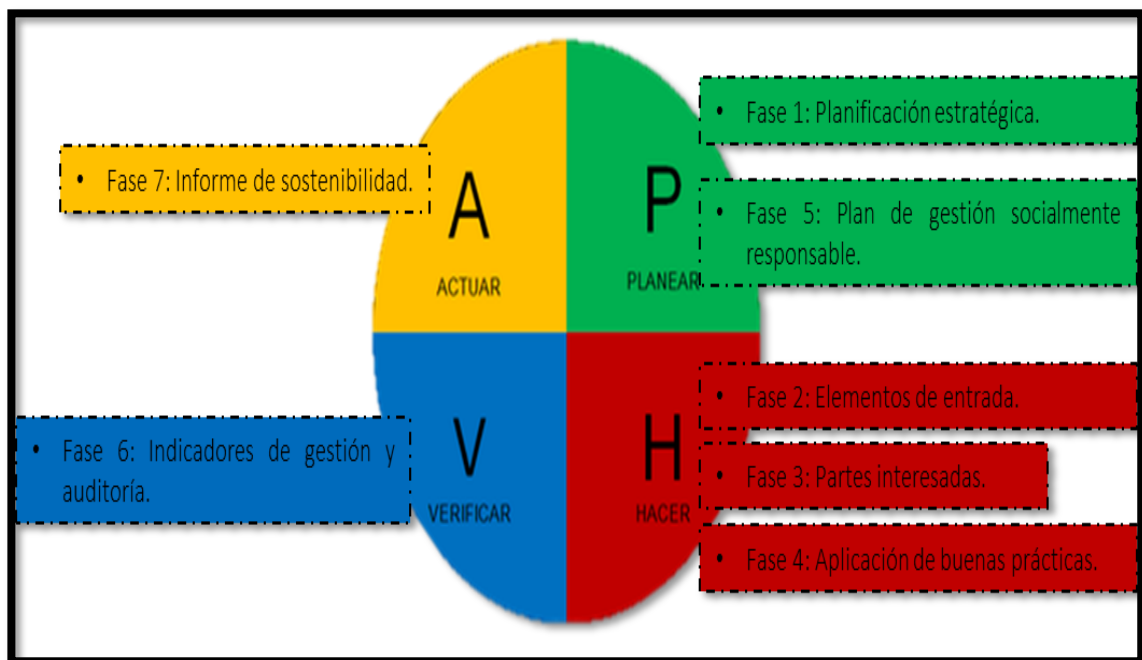 • Fase 1: Planificación estratégica.
• Fase 7: Informe de sostenibilidad.
A
ACTUAR
P
PLANEAR
• Fase 5: Plan de gestión socialmente
responsable.
• Fase 2: Elementos de entrada.
• Fase 6: Indicadores de gestión y
auditoría.
V
VERIFICAR
H
HACER
• Fase 3: Partes interesadas.
• Fase 4: Aplicación de buenas prácticas.